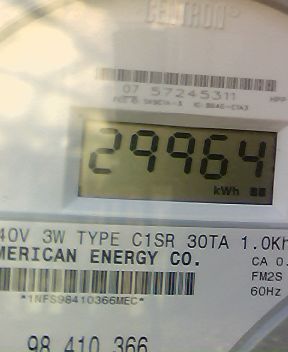 CENTRON®
07 57245311
29964
kWh
40V 3W TYPE C1SR 30TA 1.0Kh
MERICAN ENERGY CO.
CA 0.
FM2S
60Hz
*1NFS98410366MEC*
98 410 366